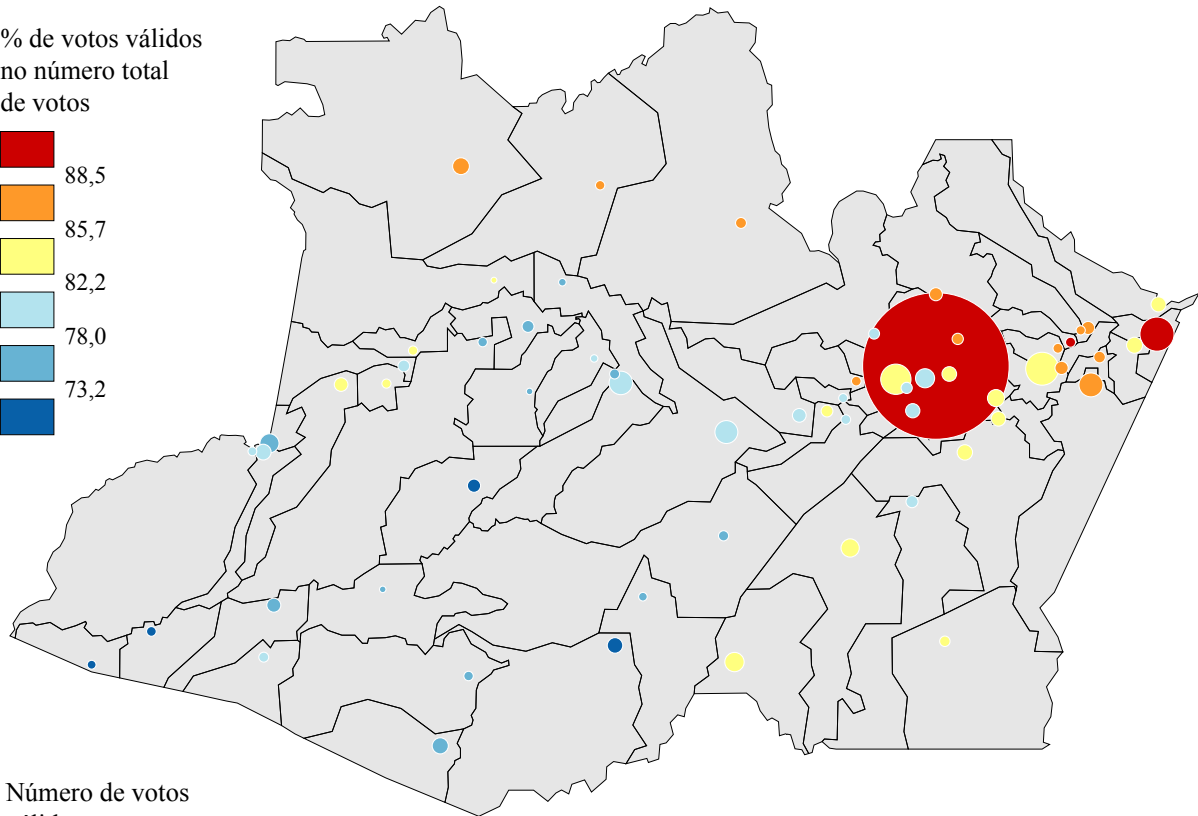 % de votos válidos
no número total
de votos
88,5
85,7
82,2
78,0
73,2
Número de votos